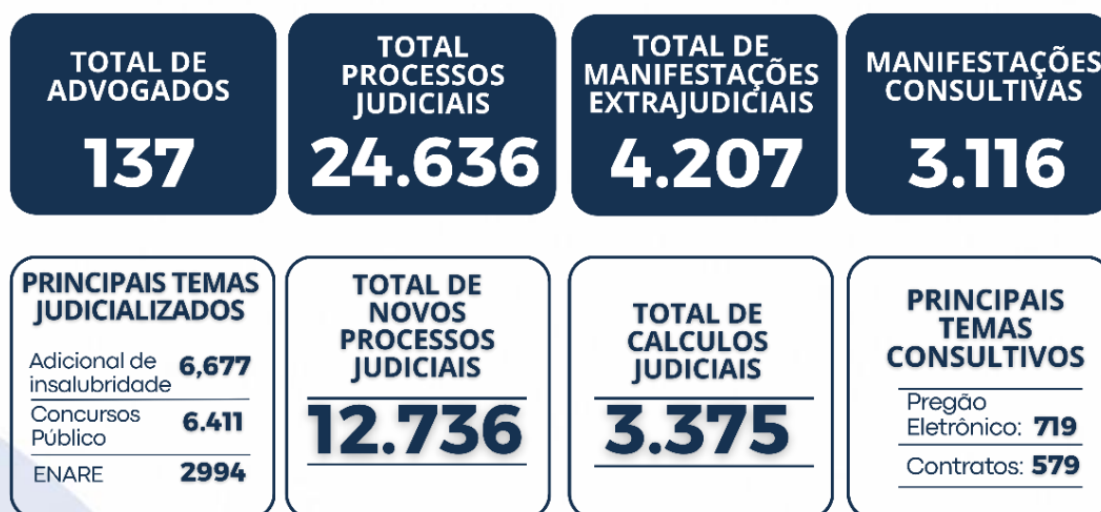 TOTAL DE
ADVOGADOS
137
TOTAL
PROCESSOS
JUDICIAIS
24.636
TOTAL DE
MANIFESTAÇÕES
EXTRAJUDICIAIS
4.207
MANIFESTAÇÕES
CONSULTIVAS
3.116
PRINCIPAIS TEMAS
JUDICIALIZADOS
Adicional de
insalubridade 6,677
Concursos
Público 6.411
ENARE 2994
TOTAL DE
NOVOS
PROCESSOS
JUDICIAIS
12.736
TOTAL DE
CALCULOS
JUDICIAIS
3.375
PRINCIPAIS
TEMAS
CONSULTIVOS
Pregão
Eletrônico: 719
Contratos: 579